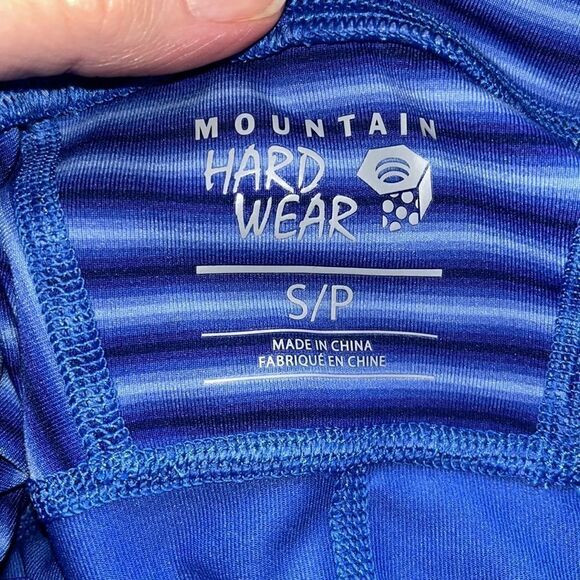 MOUNTAIN
HARD
WEAR
S/P
MADE IN CHINA
FABRIQUÉ EN CHINE